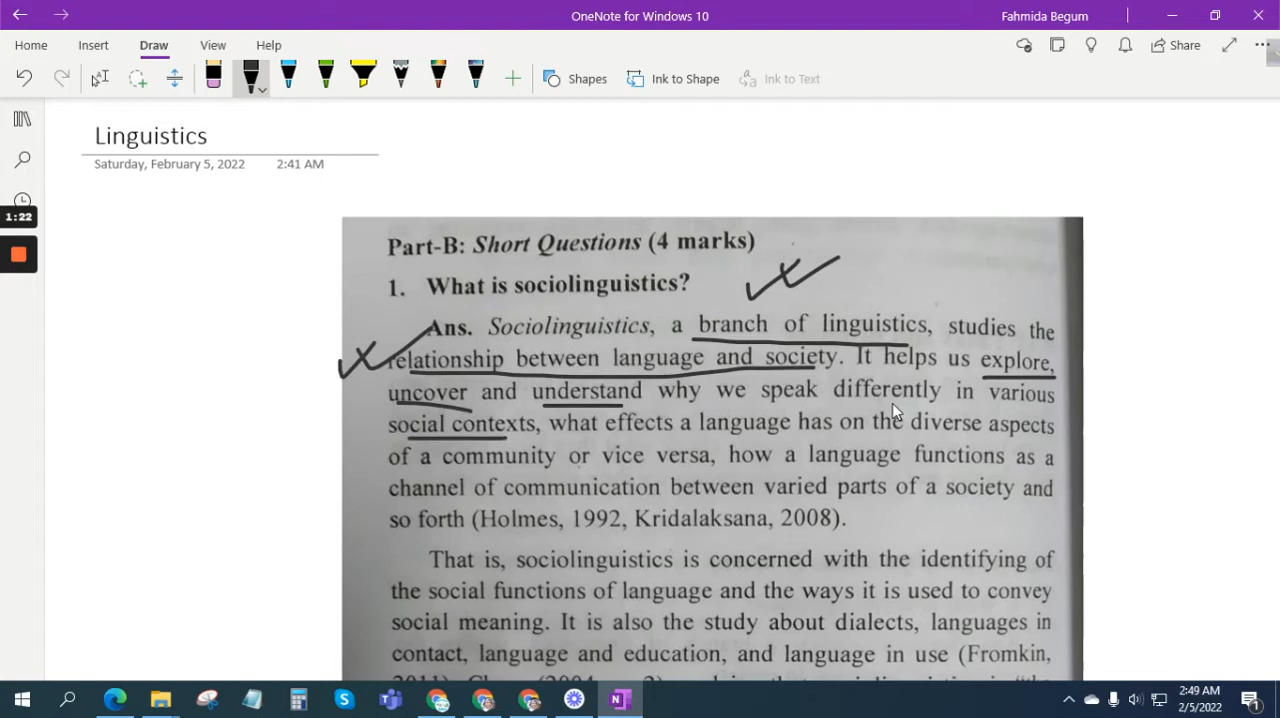 OneNote for Windows 10
Fahmida Begum
Home Insert Draw View Help
Share
Shapes Ink to Shape Ink to Text
Linguistics
Saturday, February 5, 2022 2:41 AM
1:22
Part-B: Short Questions (4 marks)
1. What is sociolinguistics?
Ans. Sociolinguistics, a branch of linguistics, studies the
relationship between language and society. It helps us explore,
uncover and understand why we speak differently in various
social contexts, what effects a language has on the diverse aspects
of a community or vice versa, how a language functions as a
channel of communication between varied parts of a society and
so forth (Holmes, 1992, Kridalaksana, 2008).
That is, sociolinguistics is concerned with the identifying of
the social functions of language and the ways it is used to convey
social meaning. It is also the study about dialects, languages in
contact, language and education, and language in use (Fromkin,
2:49 AM
2/5/2022